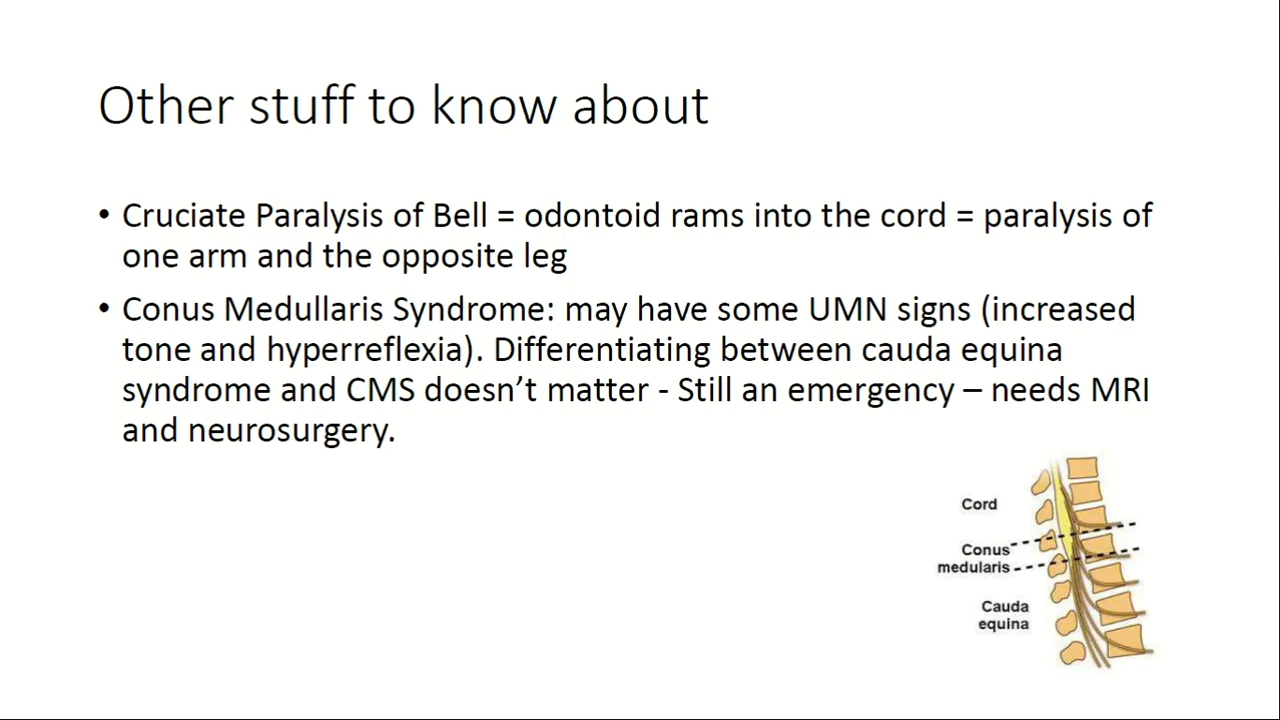 Other stuff to know about
• Cruciate Paralysis of Bell = odontoid rams into the cord = paralysis of
one arm and the opposite leg
• Conus Medullaris Syndrome: may have some UMN signs (increased
tone and hyperreflexia). Differentiating between cauda equina
syndrome and CMS doesn’t matter - Still an emergency – needs MRI
and neurosurgery.
Cord
Conus
medularis
Cauda
equina